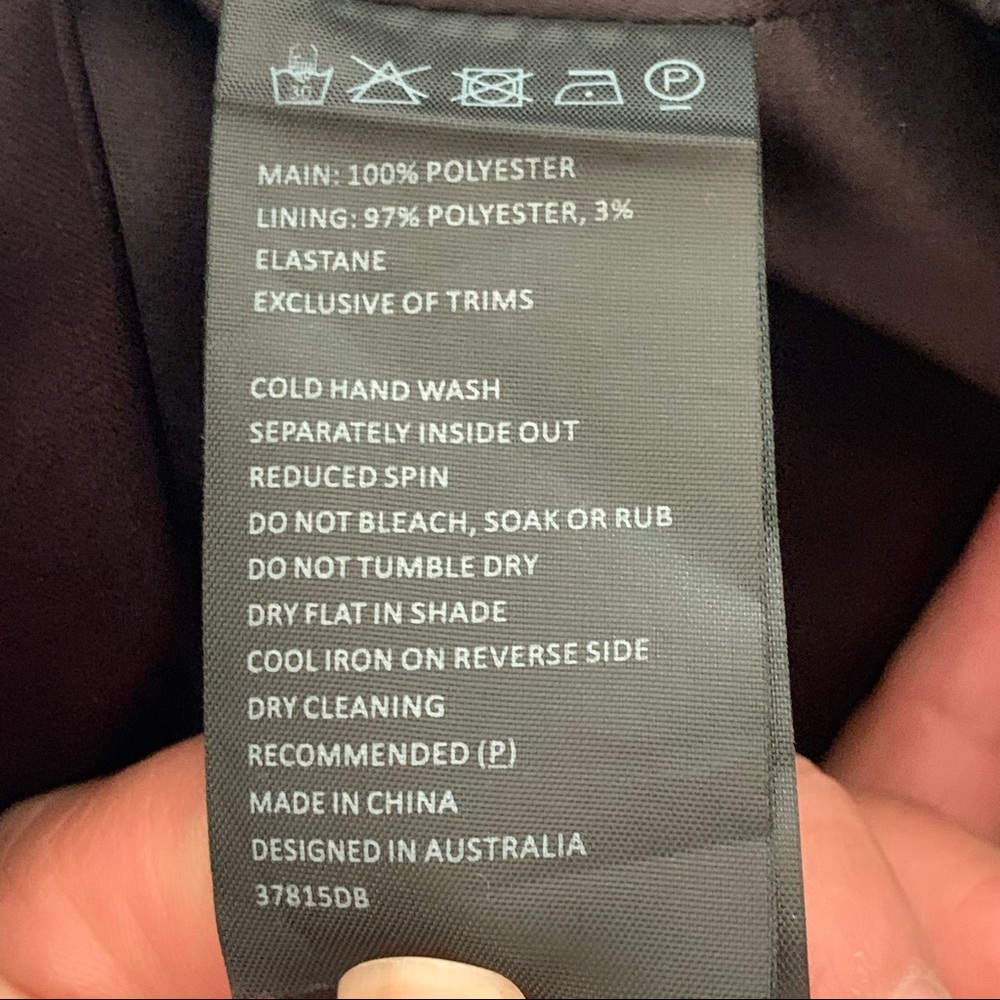 30
P
MAIN: 100% POLYESTER
LINING: 97% POLYESTER, 3%
ELASTANE
EXCLUSIVE OF TRIMS
COLD HAND WASH
SEPARATELY INSIDE OUT
REDUCED SPIN
DO NOT BLEACH, SOAK OR RUB
DO NOT TUMBLE DRY
DRY FLAT IN SHADE
COOL IRON ON REVERSE SIDE
DRY CLEANING
RECOMMENDED (P)
MADE IN CHINA
DESIGNED IN AUSTRALIA
37815DB